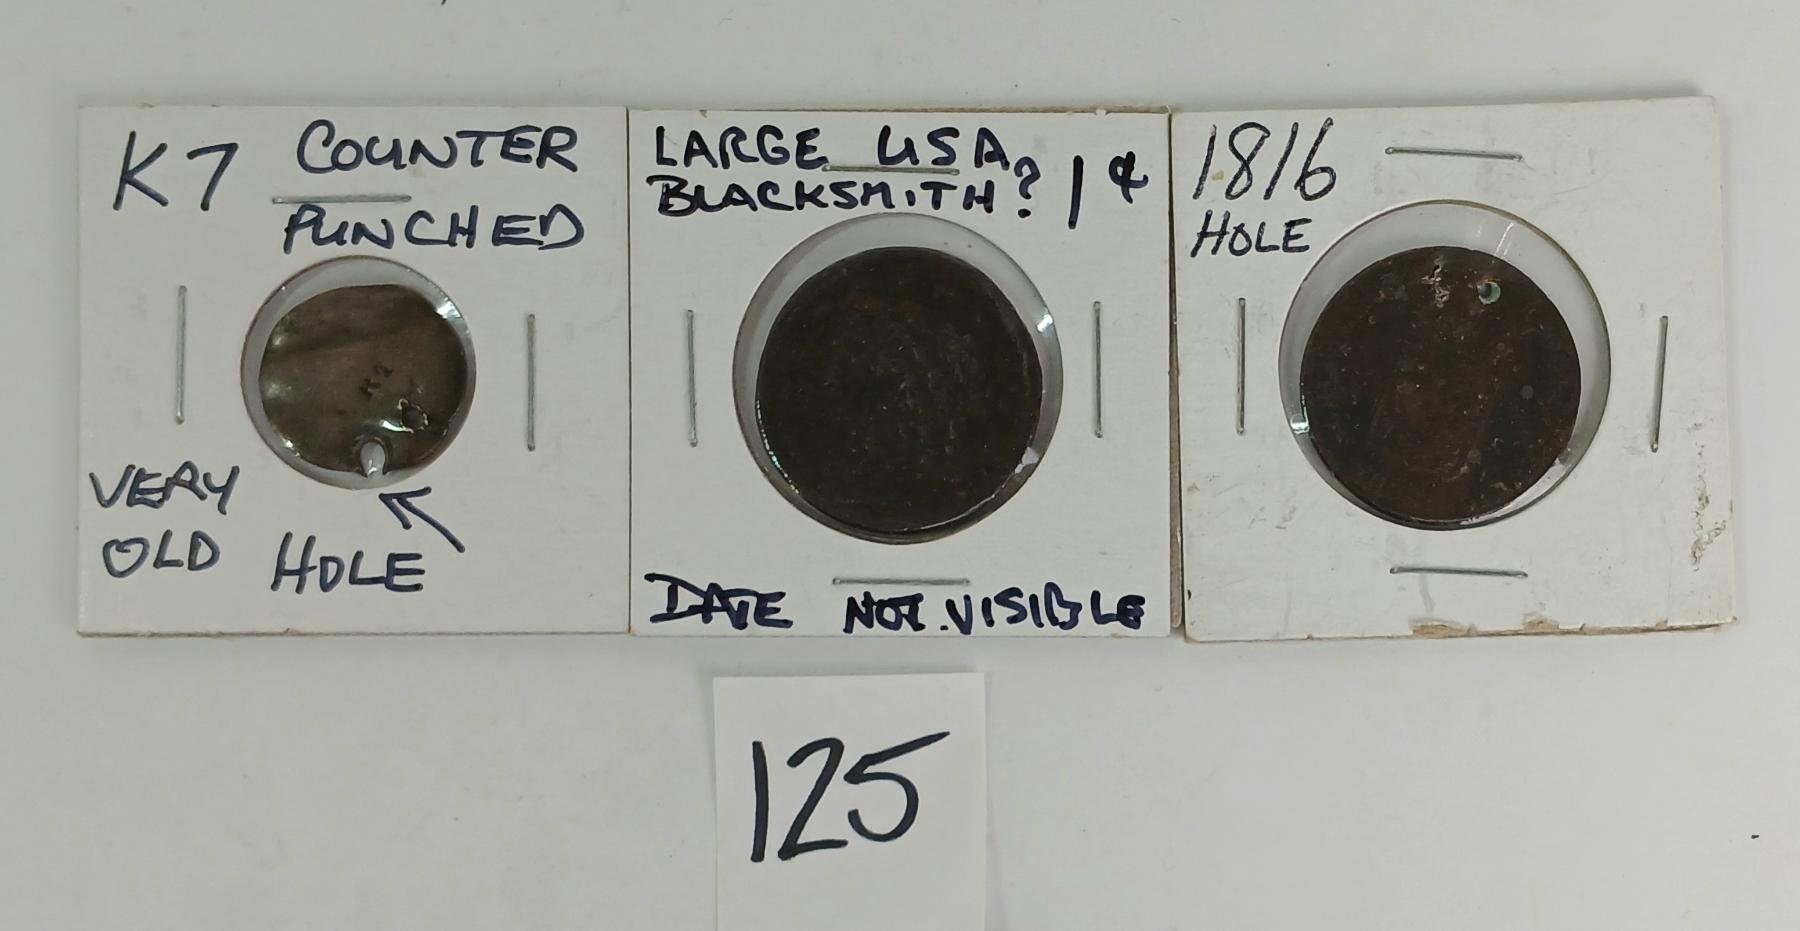 K7 COUNTER
PUNCHED
VERY
OLD HOLE
LARGE USA
BLACKSMITH? 1¢
DATE NOT.VISIBLE
1816
HOLE
125